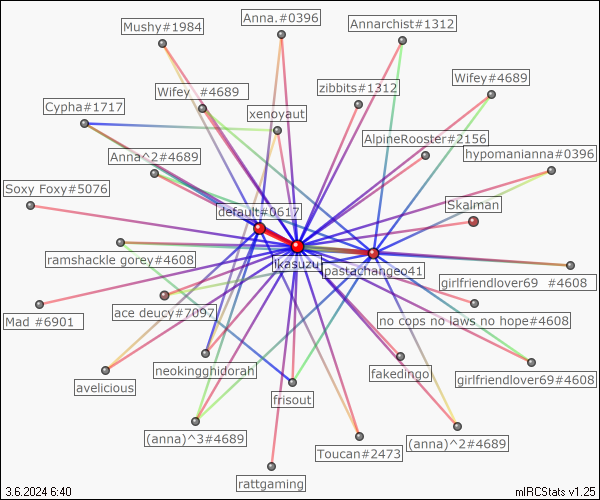 Anna.#0396
Mushy#1984
Annarchist#1312
Wifey#4689
zibbits#1312
Wifey  #4689
Cypha#1717
xenoyaut
AlpineRooster#2156
hypomanianna#0396
Anna^2#4689
Soxy Foxy#5076
Skalman
default#0617
ramshackle gorey#4608
Ikasuzu
pastachangeo41
girlfriendlover69  #4608
ace deucy#7097
Mad #6901
no cops no laws no hope#4608
neokingghidorah
fakedingo
girlfriendlover69#4608
avelicious
frisout
(anna)^3#4689
(anna)^2#4689
Toucan#2473
rattgaming
3.6.2024 6:40
mIRCStats v1.25